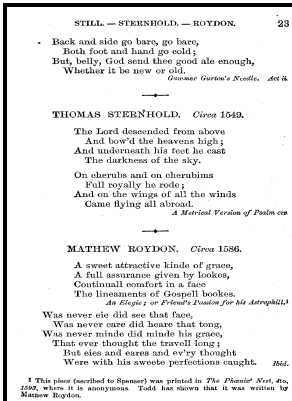 STILL. — STERNHOLD. — ROYDON. 23
Back and side go bare, go bare,
Both foot and hand go cold;
But, belly, God send thee good ale enough,
Whether it be new or old.
Gammer Gurton's Needle. Act ii.
THOMAS STERNHOLD. Circa 1549.
The Lord descended from above
And bow'd the heavens high;
And underneath his feet he cast
The darkness of the sky.
On cherubs and on cherubims
Full royally he rode;
And on the wings of all the winds
Came flying all abroad.
A Metrical Version of Psalm civ.
MATHEW ROYDON. Circa 1586.
A sweet attractive kinde of grace,
A full assurance given by lookes,
Continuall comfort in a face
The lineaments of Gospell bookes.
An Elegie; or Friend's Passion for his Astrophill.¹
Was never eie did see that face,
Was never eare did heare that tong,
Was never minde did minde his grace,
That ever thought the travell long;
But eies and eares and ev'ry thought
Were with his sweete perfections caught. Ibid.
¹ This piece (ascribed to Spenser) was printed in The Phœnix' Nest, 4to,
1593, where it is anonymous. Todd has shown that it was written by
Mathew Roydon.